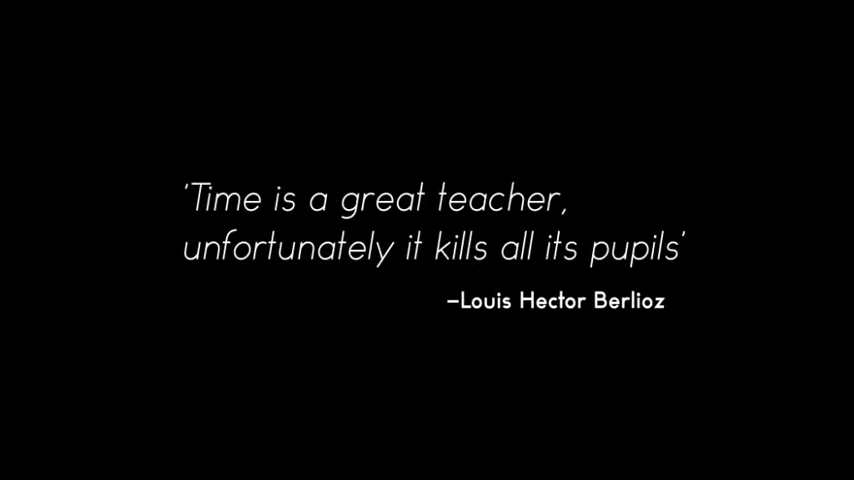 'Time is a great teacher,
unfortunately it kills all its pupils'
–Louis Hector Berlioz